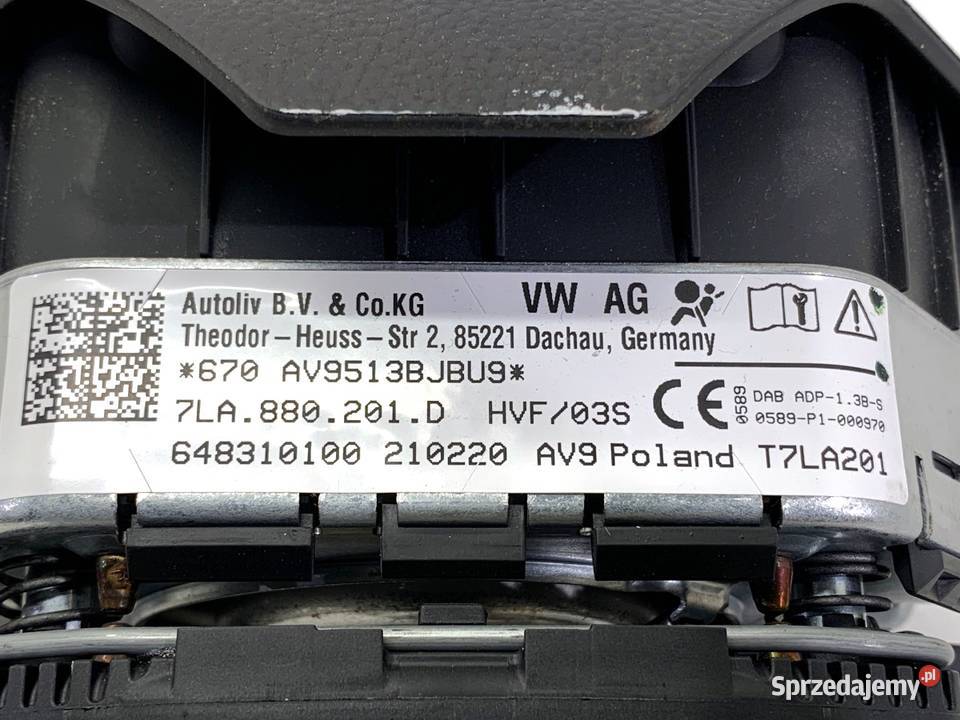 Autoliv B.V. & Co.KG
VW AG
Theodor-Heuss-Str 2, 85221 Dachau, Germany
*670 AV9513BJBU9*
7LA.880.201.D HVF/03S CE 0589 DAB ADP-1.3B-S
0589-P1-000970
648310100 210220 AV9 Poland T7LA201
Sprzedajemy.pl